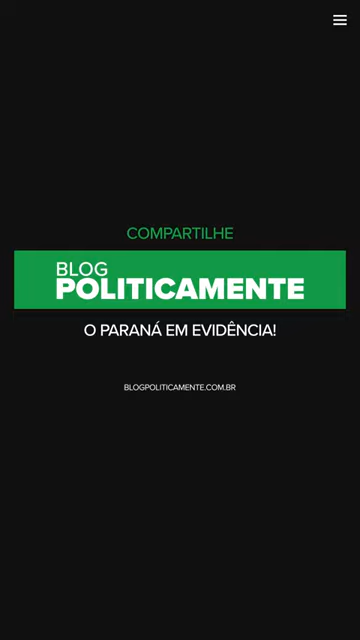 COMPARTILHE
BLOG
POLITICAMENTE
O PARANÁ EM EVIDÊNCIA!
BLOGPOLITICAMENTE.COM.BR